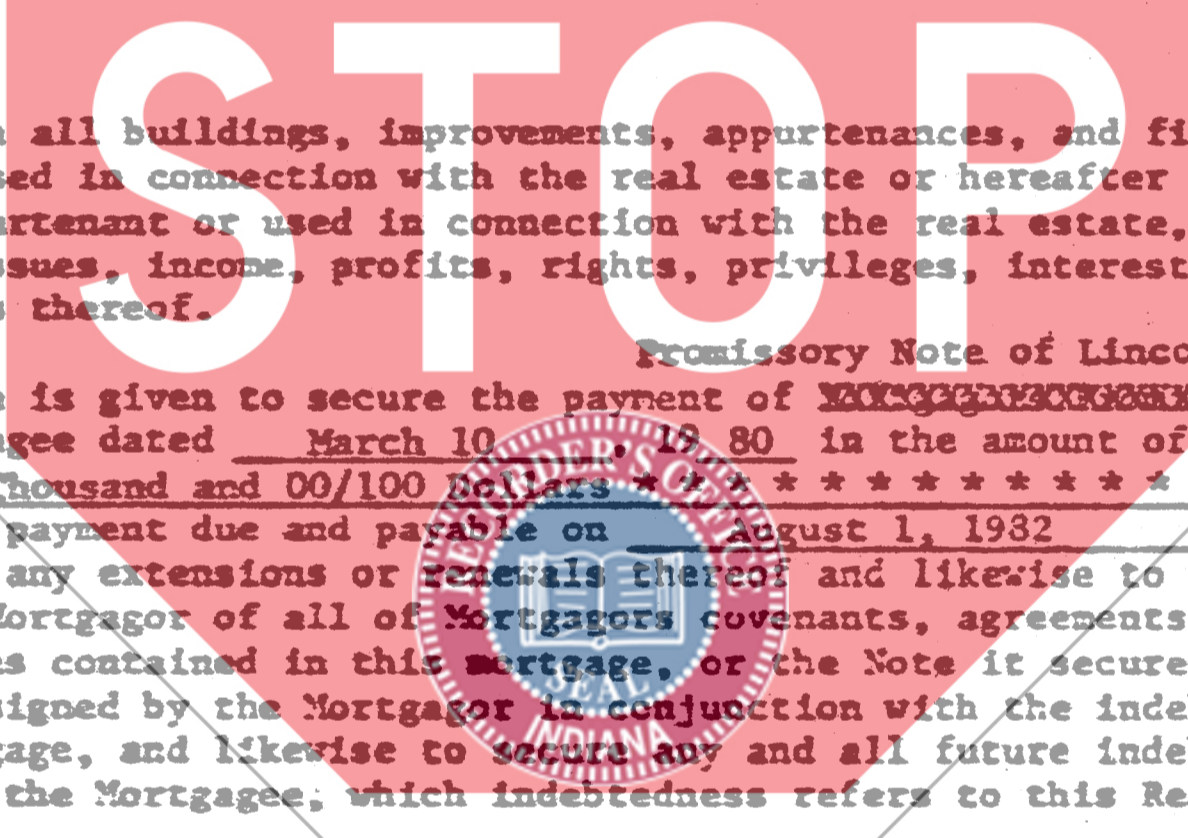 STOP
all buildings, improvements, appurtenances, and fi
sed in connection with the real estate or hereafter
urtenant or used in connection with the real estate,
ssues, income, profits, rights, privileges, interest
s thereof.
Promissory Note of Linco
is given to secure the payment of
gee dated March 10, 19 80 in the amount of
Thousand and 00/100 Dollars * * * * * * * * * * * *
payment due and payable on August 1, 1982
any extensions or renewals thereof and likewise to
Mortgagor of all of Mortgagors covenants, agreements
es contained in this mortgage, or the Note it secure
signed by the Mortgagor in conjunction with the inde
gage, and likewise to secure any and all future inde
the Mortgagee, which indebtedness refers to this Re
RECORDER'S OFFICE
SEAL
INDIANA